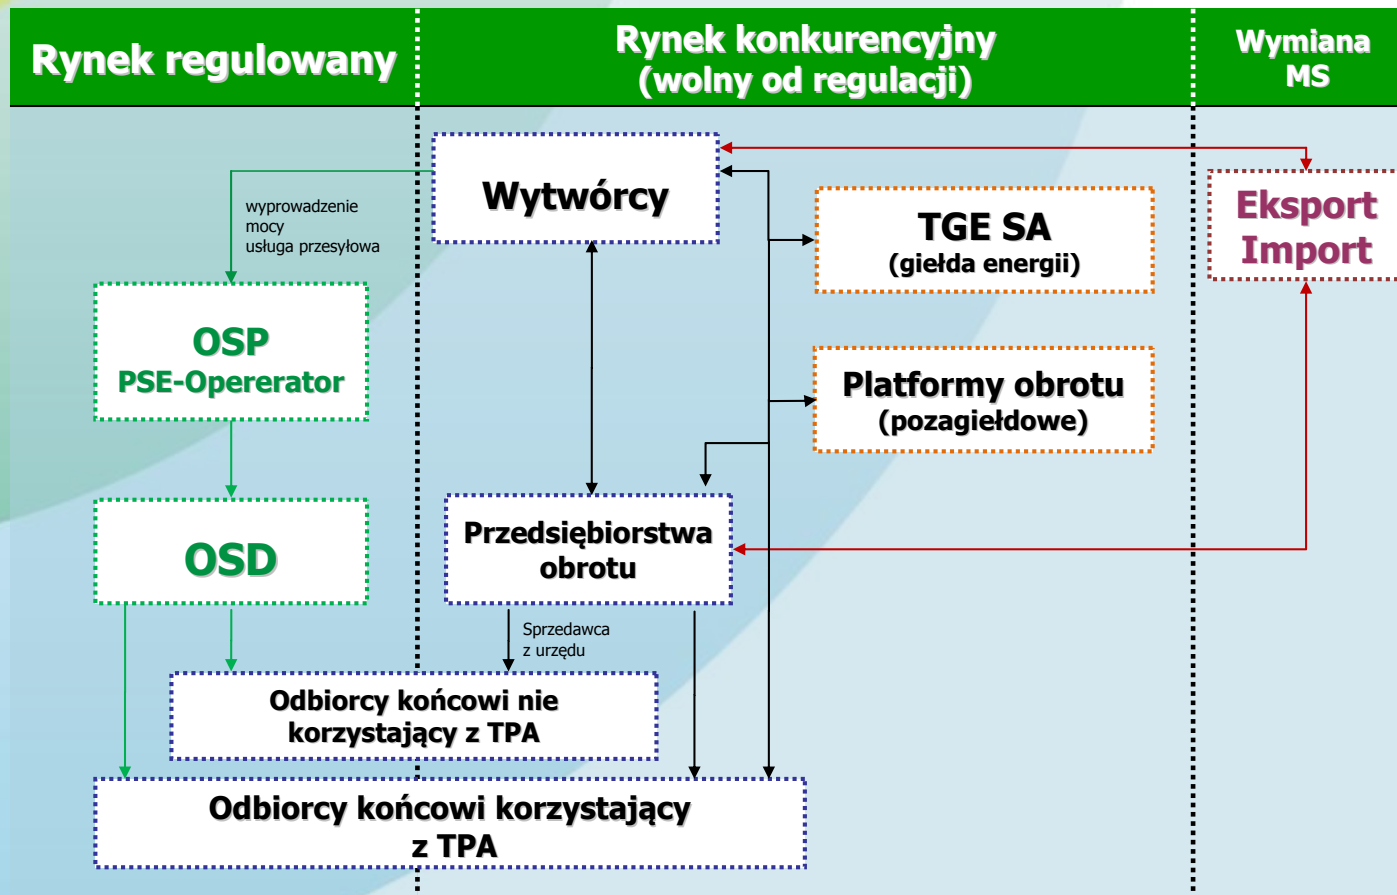 Rynek regulowany
Rynek konkurencyjny
(wolny od regulacji)
Wymiana
MS
Wytwórcy
wyprowadzenie
mocy
usługa przesyłowa
TGE SA
(giełda energii)
Eksport
Import
OSP
PSE-Opererator
Platformy obrotu
(pozagiełdowe)
OSD
Przedsiębiorstwa
obrotu
Sprzedawca
z urzędu
Odbiorcy końcowi nie
korzystający z TPA
Odbiorcy końcowi korzystający
z TPA